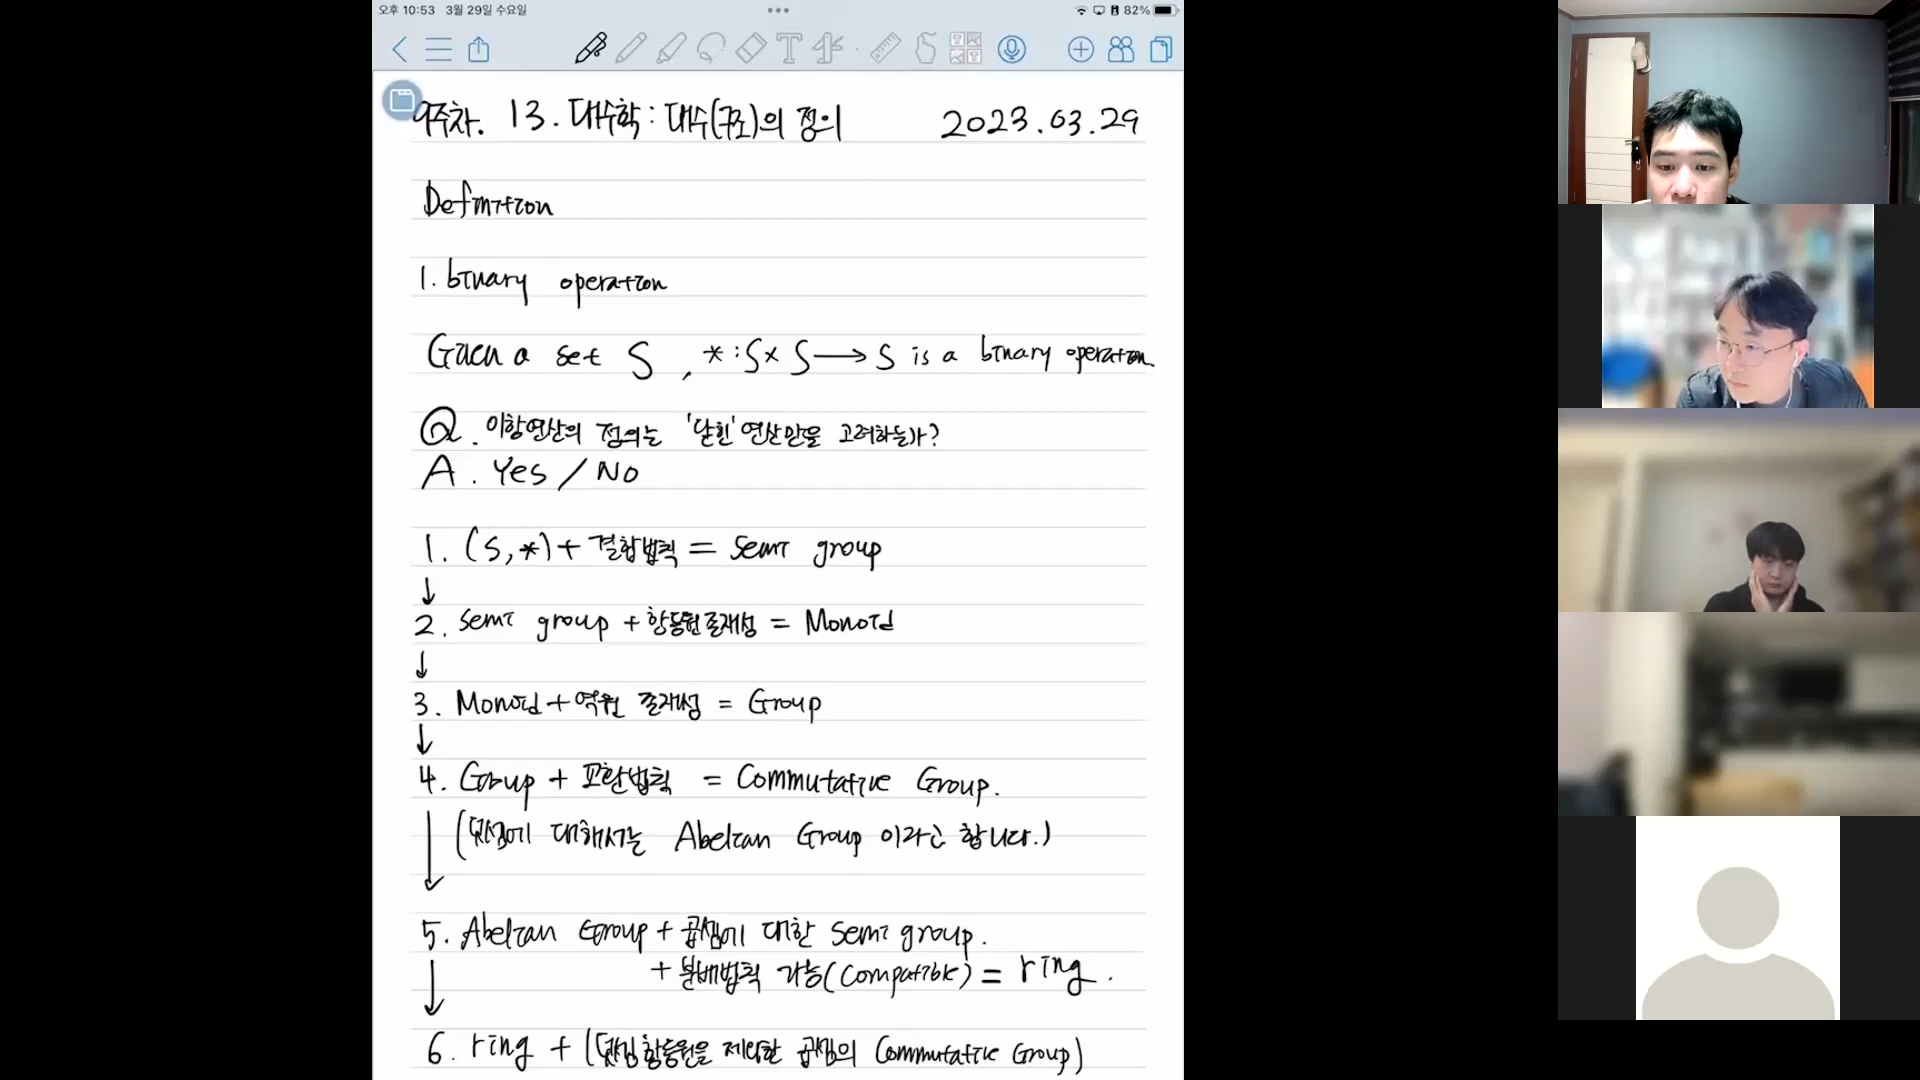 오후 10:53 3월 29일 수요일
82%
9주차. 13. 대수학 : 대수(구조)의 정의 2023.03.29
Definition
1. binary operation
Given a set S, * : S × S → S is a binary operation
Q. 이항연산의 정의는 '닫힌' 연산만을 고려하는가?
A. Yes / No
1. (S, *) + 결합법칙 = Semi group
↓
2. Semi group + 항등원 존재성 = Monoid
↓
3. Monoid + 역원 존재성 = Group
↓
4. Group + 교환법칙 = Commutative Group.
↓ (덧셈에 대해서는 Abelian Group 이라고 합니다.)
5. Abelian Group + 곱셈에 대한 Semi group.
↓ + 분배법칙 가능(Compatible) = ring.
6. ring + (덧셈 항등원을 제외한 곱셈의 Commutative Group)